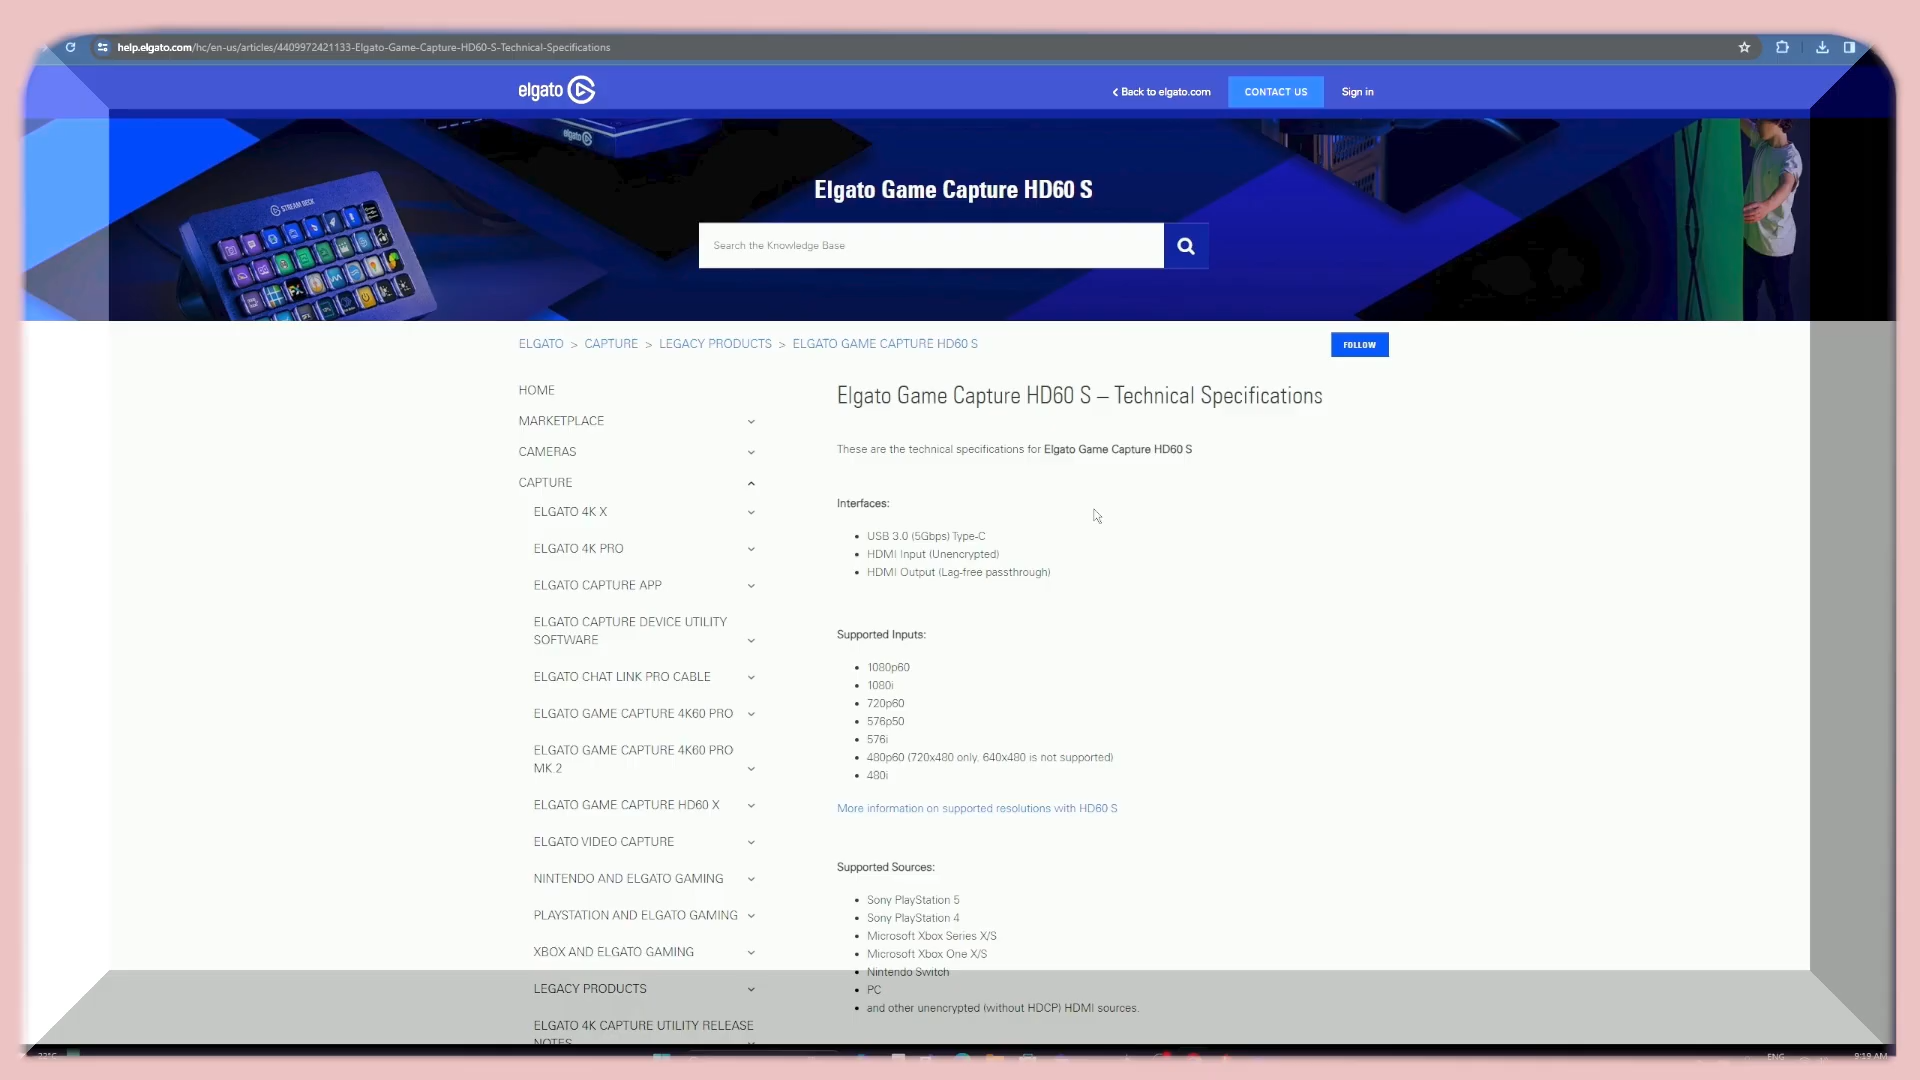 help.elgato.com/hc/en-us/articles/4409972421133-Elgato-Game-Capture-HD60-S-Technical-Specifications
elgato
Back to elgato.com
CONTACT US
Sign in
elgato
STREAM DECK
Elgato Game Capture HD60 S
Search the Knowledge Base
ELGATO > CAPTURE > LEGACY PRODUCTS > ELGATO GAME CAPTURE HD60 S
FOLLOW
HOME
MARKETPLACE
CAMERAS
CAPTURE
ELGATO 4K X
ELGATO 4K PRO
ELGATO CAPTURE APP
ELGATO CAPTURE DEVICE UTILITY
SOFTWARE
ELGATO CHAT LINK PRO CABLE
ELGATO GAME CAPTURE 4K60 PRO
ELGATO GAME CAPTURE 4K60 PRO
MK.2
ELGATO GAME CAPTURE HD60 X
ELGATO VIDEO CAPTURE
NINTENDO AND ELGATO GAMING
PLAYSTATION AND ELGATO GAMING
XBOX AND ELGATO GAMING
LEGACY PRODUCTS
ELGATO 4K CAPTURE UTILITY RELEASE
NOTES
Elgato Game Capture HD60 S – Technical Specifications
These are the technical specifications for Elgato Game Capture HD60 S
Interfaces:
• USB 3.0 (5Gbps) Type-C
• HDMI Input (Unencrypted)
• HDMI Output (Lag-free passthrough)
Supported Inputs:
• 1080p60
• 1080i
• 720p60
• 576p50
• 576i
• 480p60 (720x480 only. 640x480 is not supported)
• 480i
More information on supported resolutions with HD60 S
Supported Sources:
• Sony PlayStation 5
• Sony PlayStation 4
• Microsoft Xbox Series X/S
• Microsoft Xbox One X/S
• Nintendo Switch
• PC
• and other unencrypted (without HDCP) HDMI sources.
ENG
9:19 AM